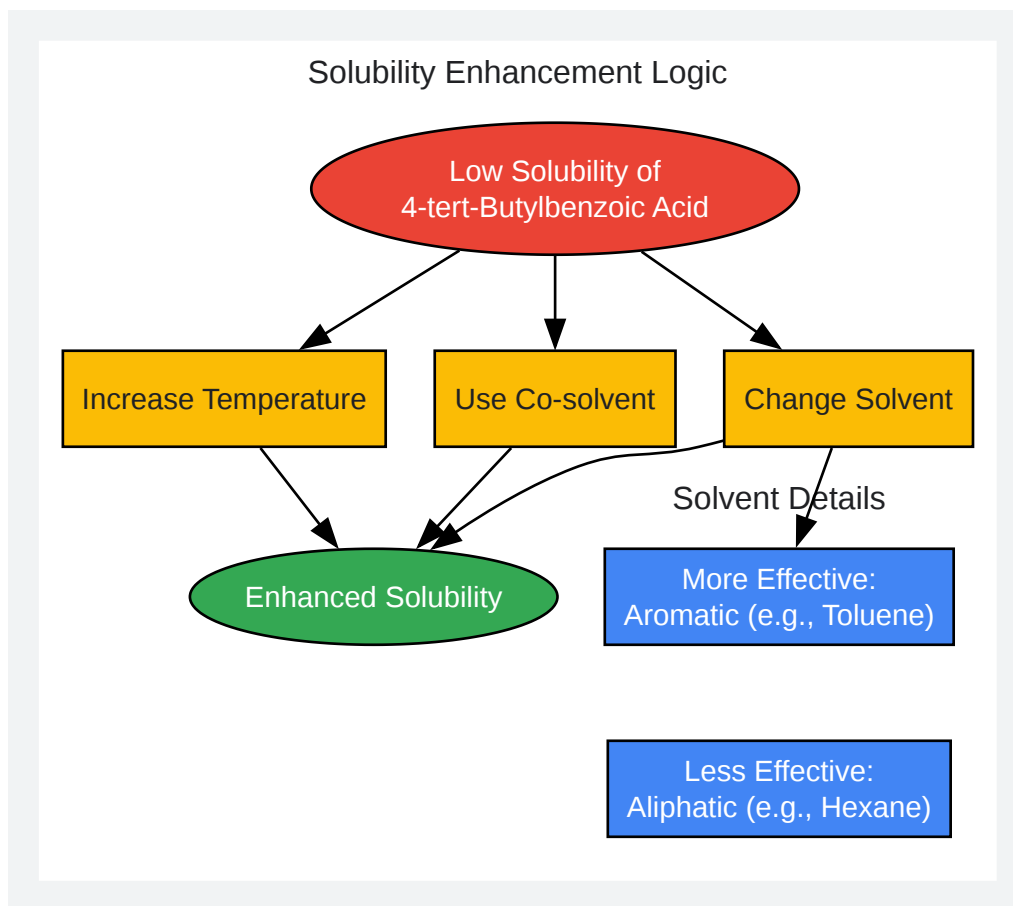 Solubility Enhancement Logic
Low Solubility of
4-tert-Butylbenzoic Acid
Increase Temperature
Use Co-solvent
Change Solvent
Solvent Details
Enhanced Solubility
More Effective:
Aromatic (e.g., Toluene)
Less Effective:
Aliphatic (e.g., Hexane)